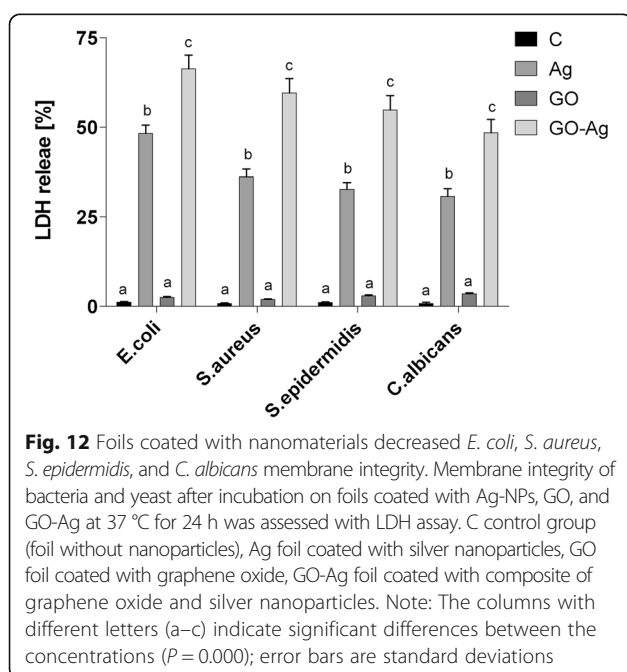 75
50
25
0
LDH releae [%]
a b a c
a b a c
a b a c
a b a c
C
Ag
GO
GO-Ag
E.coli
S.aureus
S.epidermidis
C.albicans
Fig. 12 Foils coated with nanomaterials decreased E. coli, S. aureus,
S. epidermidis, and C. albicans membrane integrity. Membrane integrity of
bacteria and yeast after incubation on foils coated with Ag-NPs, GO, and
GO-Ag at 37 °C for 24 h was assessed with LDH assay. C control group
(foil without nanoparticles), Ag foil coated with silver nanoparticles, GO
foil coated with graphene oxide, GO-Ag foil coated with composite of
graphene oxide and silver nanoparticles. Note: The columns with
different letters (a–c) indicate significant differences between the
concentrations (P = 0.000); error bars are standard deviations